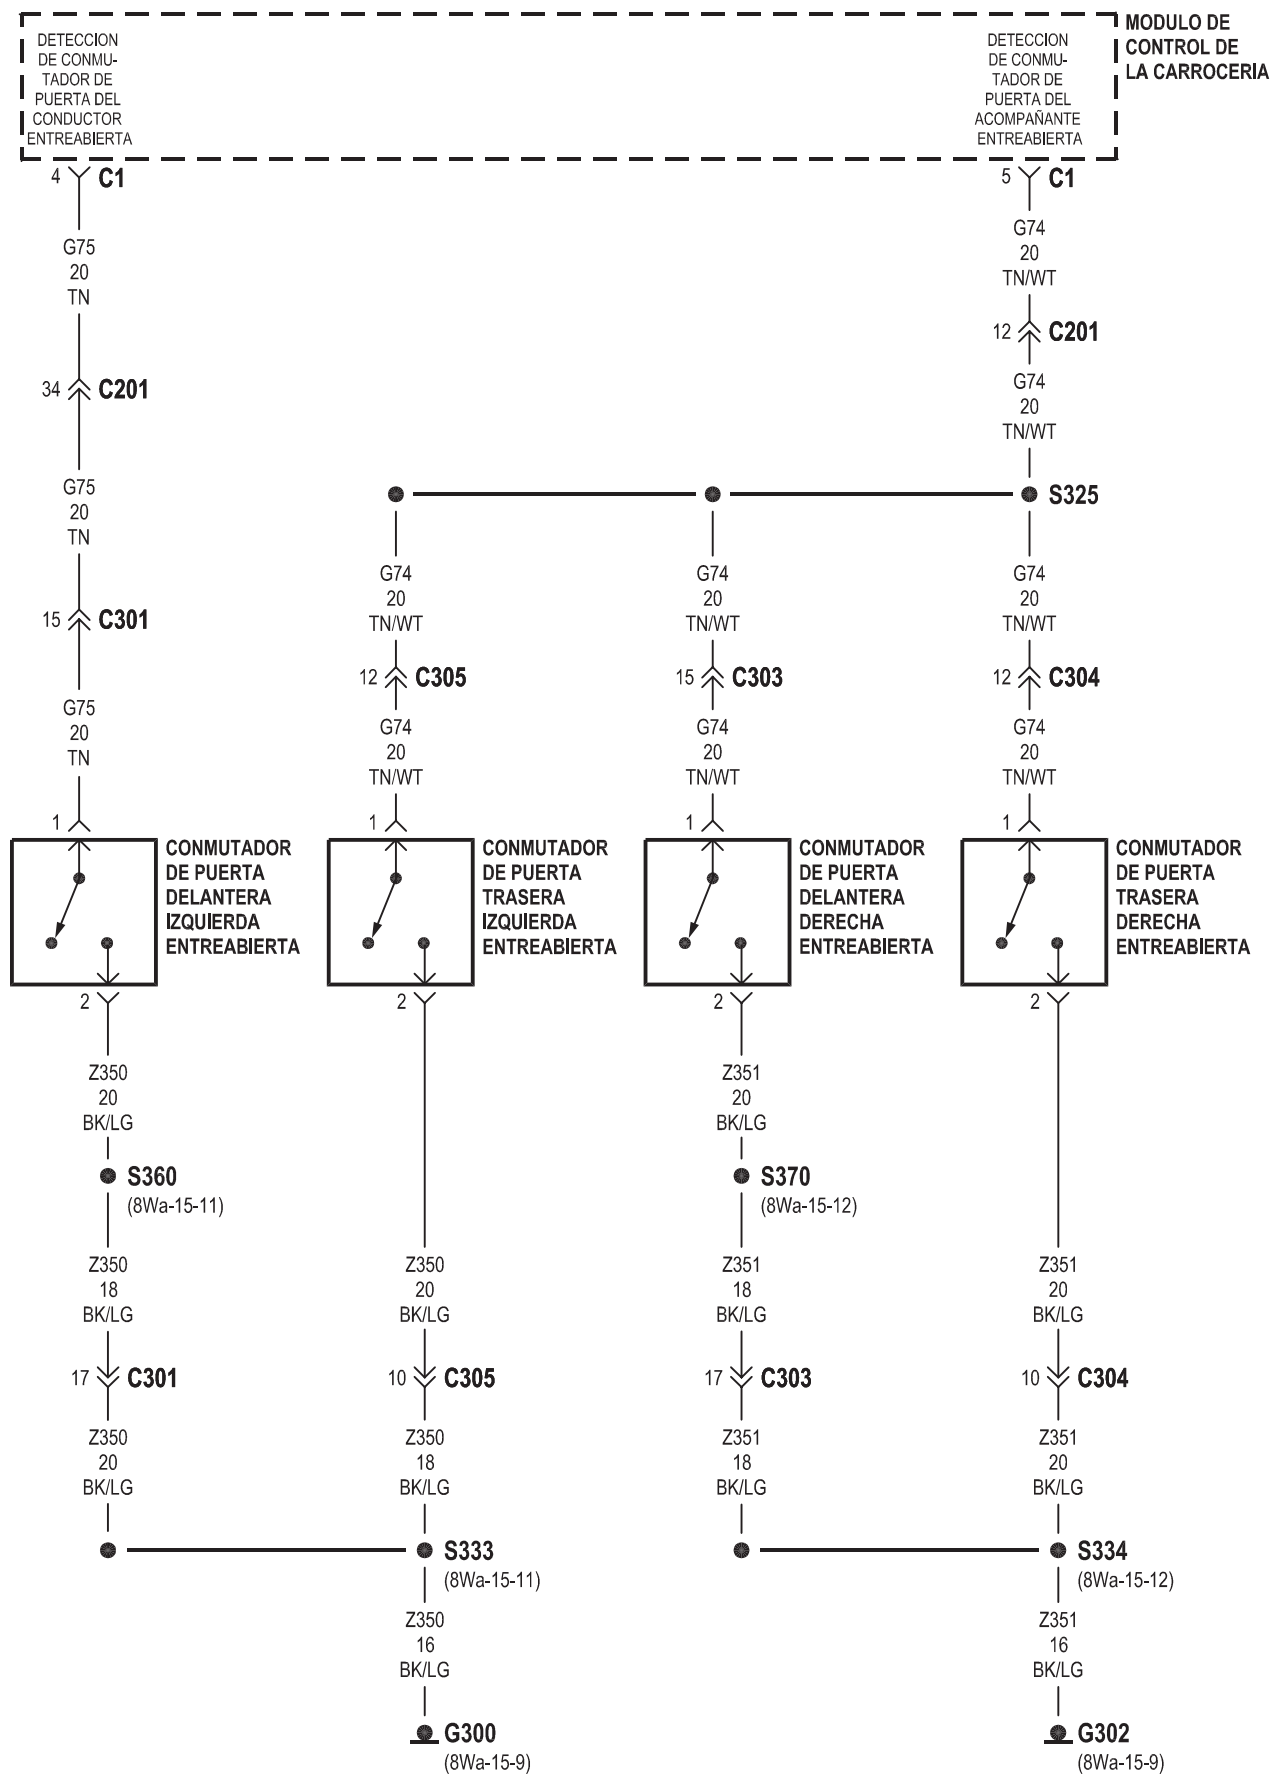 MODULO DE
CONTROL DE
LA CARROCERIA
DETECCION
DE CONMU-
TADOR DE
PUERTA DEL
CONDUCTOR
ENTREABIERTA
DETECCION
DE CONMU-
TADOR DE
PUERTA DEL
ACOMPAÑANTE
ENTREABIERTA
4 C1
5 C1
G75
20
TN
G74
20
TN/WT
12 C201
34 C201
G74
20
TN/WT
G75
20
TN
S325
G74
20
TN/WT
G74
20
TN/WT
G74
20
TN/WT
15 C301
12 C305
15 C303
12 C304
G75
20
TN
G74
20
TN/WT
G74
20
TN/WT
G74
20
TN/WT
1
1
1
1
CONMUTADOR
DE PUERTA
DELANTERA
IZQUIERDA
ENTREABIERTA
CONMUTADOR
DE PUERTA
TRASERA
IZQUIERDA
ENTREABIERTA
CONMUTADOR
DE PUERTA
DELANTERA
DERECHA
ENTREABIERTA
CONMUTADOR
DE PUERTA
TRASERA
DERECHA
ENTREABIERTA
2
2
2
2
Z350
20
BK/LG
Z351
20
BK/LG
S360
(8Wa-15-11)
S370
(8Wa-15-12)
Z350
18
BK/LG
Z350
20
BK/LG
Z351
18
BK/LG
Z351
20
BK/LG
17 C301
10 C305
17 C303
10 C304
Z350
20
BK/LG
Z350
18
BK/LG
Z351
18
BK/LG
Z351
20
BK/LG
S333
(8Wa-15-11)
S334
(8Wa-15-12)
Z350
16
BK/LG
Z351
16
BK/LG
G300
(8Wa-15-9)
G302
(8Wa-15-9)